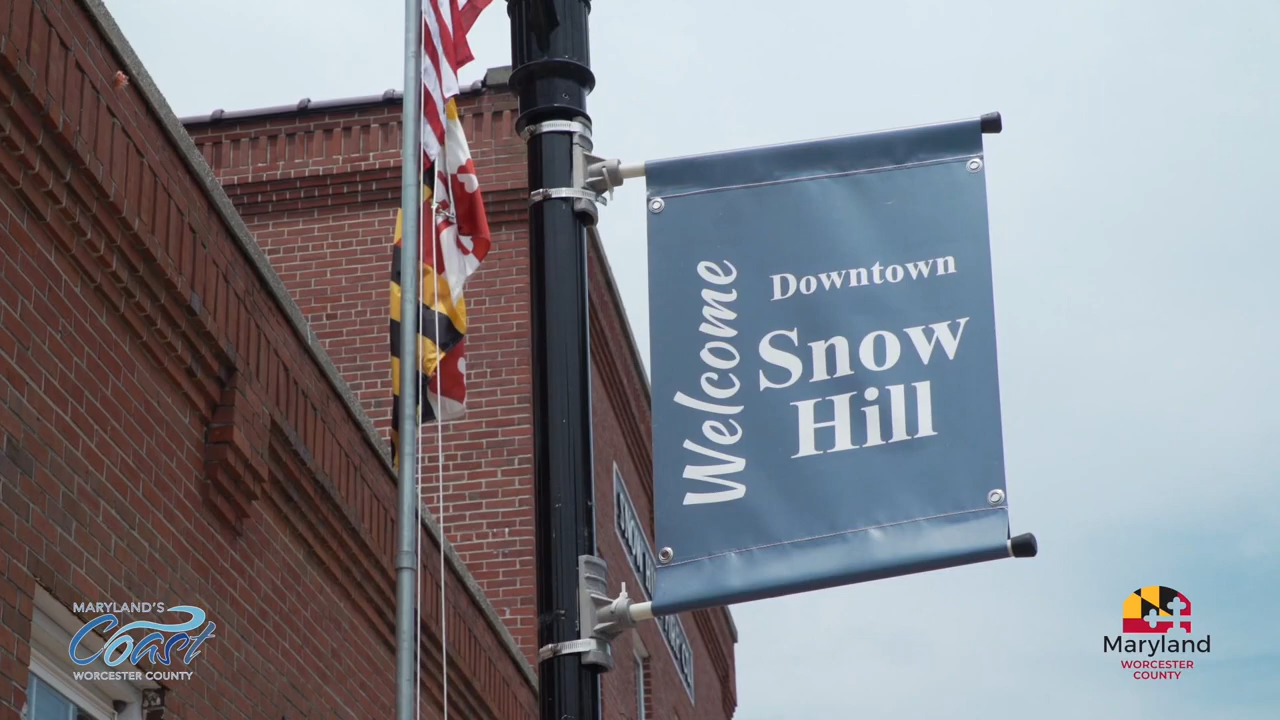 Welcome
Downtown
Snow
Hill
MARYLAND'S
Coast
WORCESTER COUNTY
Maryland
WORCESTER
COUNTY